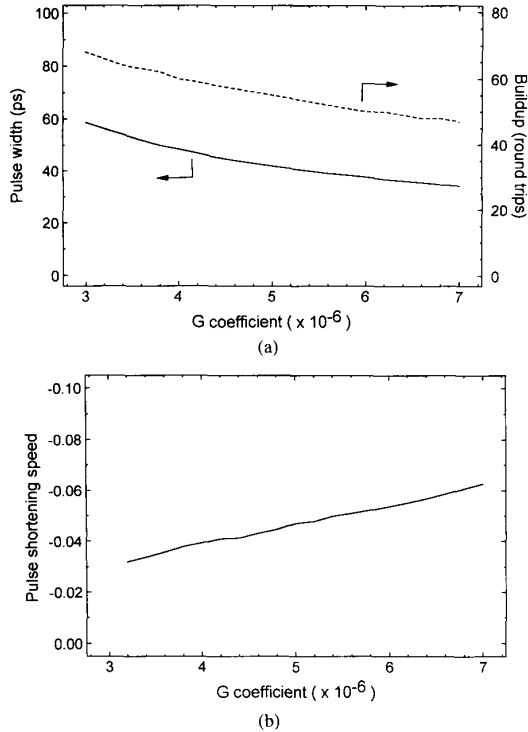 100
80
60
40
20
0
Pulse width (ps)
80
60
40
20
0
Buildup (round trips)
3 4 5 6 7
G coefficient ( x 10-6 )
(a)
-0.10
-0.08
-0.06
-0.04
-0.02
0.00
Pulse shortening speed
3 4 5 6 7
G coefficient ( x 10-6 )
(b)